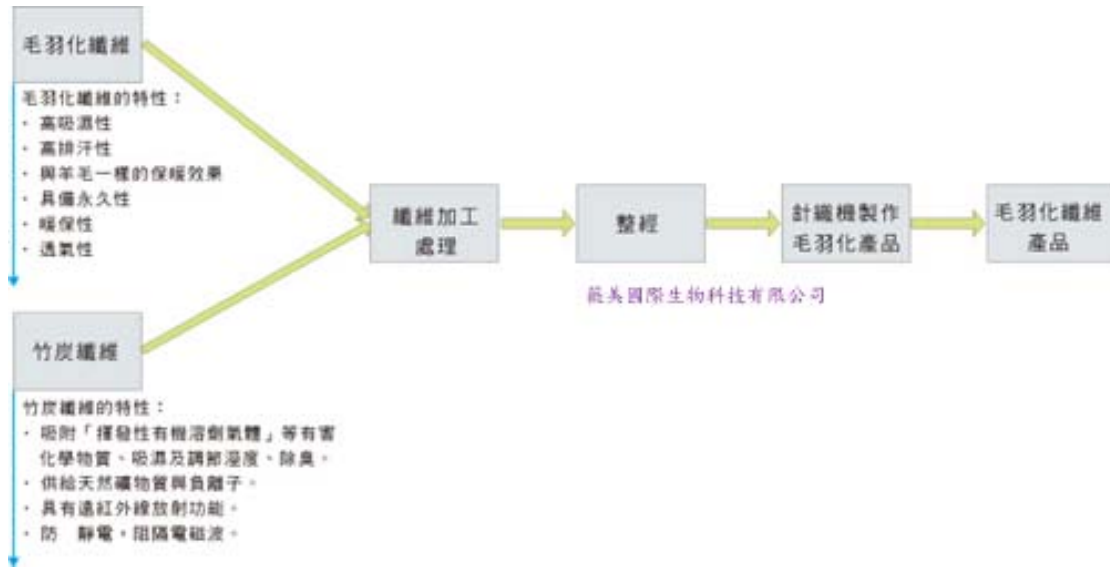 毛羽化纖維
毛羽化纖維的特性：
・高吸濕性
・高排汗性
・與羊毛一樣的保暖效果
・具備永久性
・暖保性
・透氣性
竹炭纖維
竹炭纖維的特性：
・吸附「揮發性有機溶劑氣體」等有害
化學物質、吸濕及調節溼度、除臭。
・供給天然礦物質與負離子。
・具有遠紅外線放射功能。
・防 靜電，阻隔電磁波。
纖維加工
處理
整經
針織機製作
毛羽化產品
毛羽化纖維
產品
薇美國際生物科技有限公司